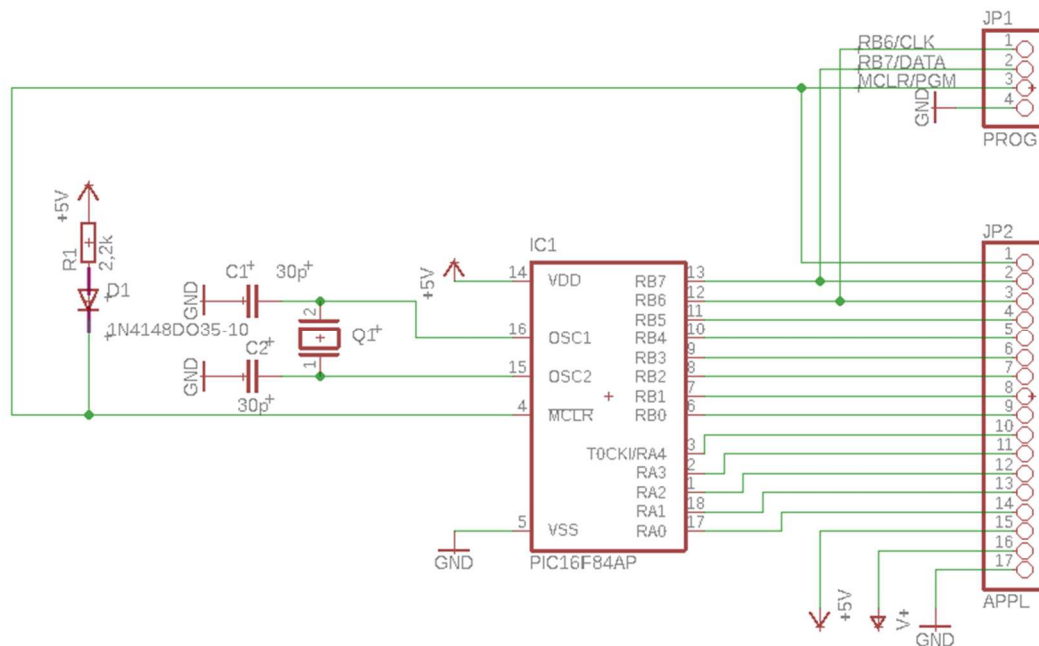 JP1
RB6/CLK 1
RB7/DATA 2
MCLR/PGM 3
GND 4
PROG
+5V
R1
2,2k
D1
1N4148DO35-10
C1
30p
GND
C2
30p
GND
2
Q1
1
IC1
+5V
14 VDD
16 OSC1
15 OSC2
4 MCLR
5 VSS
GND
RB7 13
RB6 12
RB5 11
RB4 10
RB3 9
RB2 8
RB1 7
RB0 6
T0CKI/RA4 3
RA3 2
RA2 1
RA1 18
RA0 17
PIC16F84AP
JP2
1
2
3
4
5
6
7
8
9
10
11
12
13
14
15
16
17
APPL
+5V
V+
GND